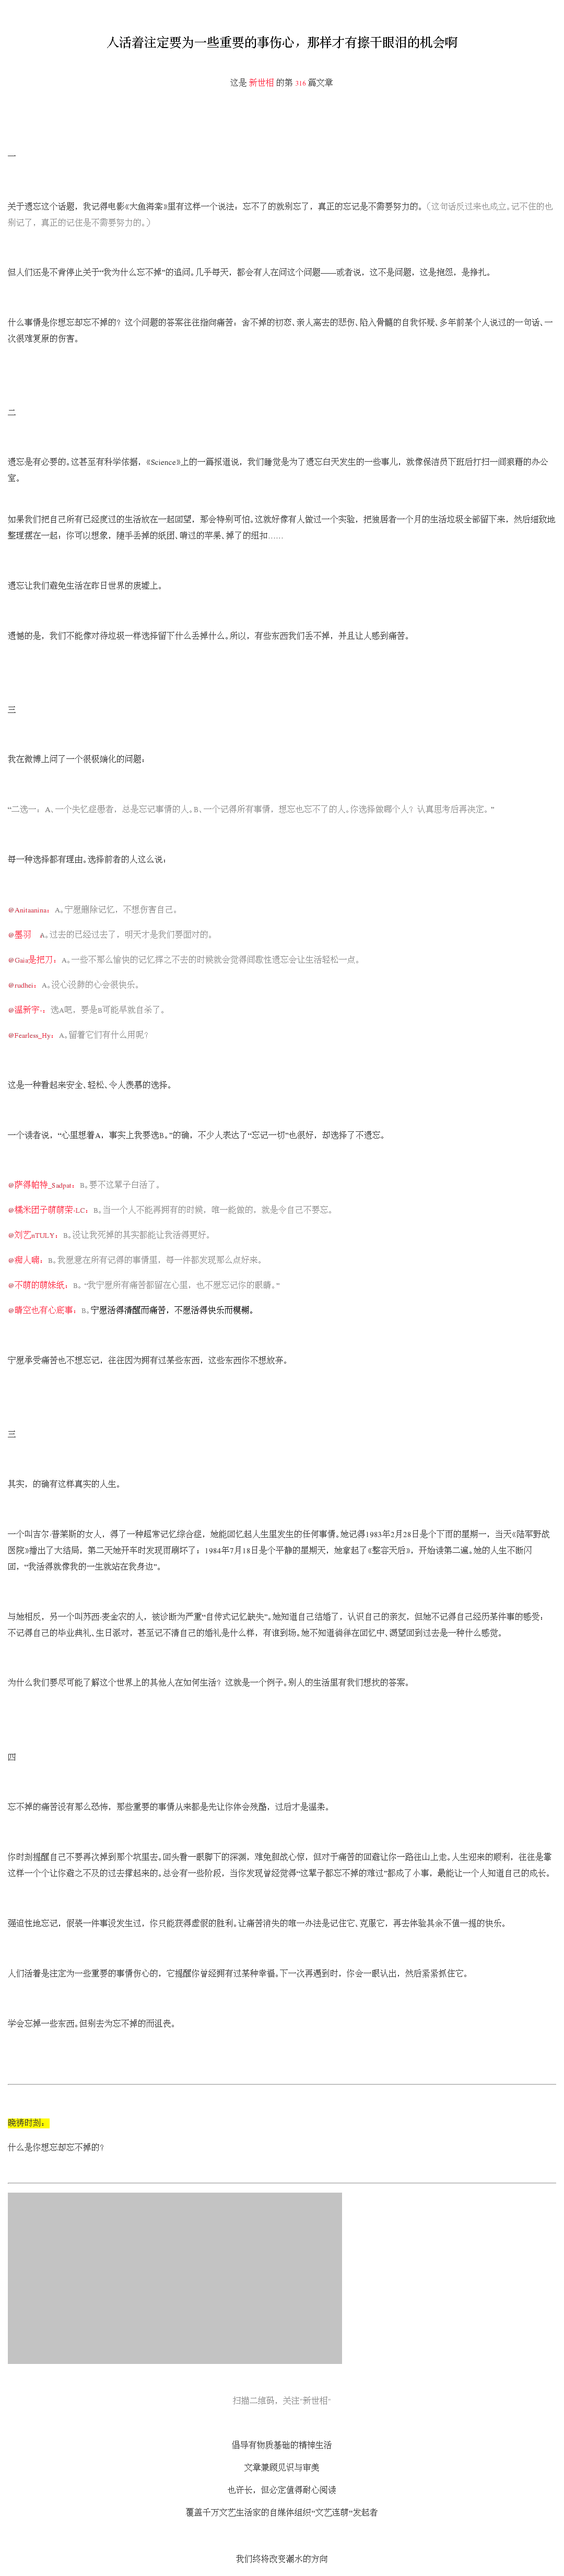 人活着注定要为一些重要的事伤心，那样才有擦干眼泪的机会啊
这是 新世相 的第 316 篇文章
一
关于遗忘这个话题，我记得电影《大鱼海棠》里有这样一个说法：忘不了的就别忘了，真正的忘记是不需要努力的。（这句话反过来也成立。记不住的也
别记了，真正的记住是不需要努力的。）
但人们还是不肯停止关于“我为什么忘不掉”的追问。几乎每天，都会有人在问这个问题——或者说，这不是问题，这是抱怨，是挣扎。
什么事情是你想忘却忘不掉的？这个问题的答案往往指向痛苦：舍不掉的初恋、亲人离去的悲伤、陷入骨髓的自我怀疑、多年前某个人说过的一句话、一
次很难复原的伤害。
二
遗忘是有必要的。这甚至有科学依据，《Science》上的一篇报道说，我们睡觉是为了遗忘白天发生的一些事儿，就像保洁员下班后打扫一间狼藉的办公
室。
如果我们把自己所有已经度过的生活放在一起回望，那会特别可怕。这就好像有人做过一个实验，把独居者一个月的生活垃圾全部留下来，然后细致地
整理摆在一起，你可以想象，随手丢掉的纸团、啃过的苹果、掉了的纽扣……
遗忘让我们避免生活在昨日世界的废墟上。
遗憾的是，我们不能像对待垃圾一样选择留下什么丢掉什么。所以，有些东西我们丢不掉，并且让人感到痛苦。
三
我在微博上问了一个很极端化的问题：
“二选一：A、一个失忆症患者，总是忘记事情的人。B、一个记得所有事情，想忘也忘不了的人。你选择做哪个人？认真思考后再决定。”
每一种选择都有理由。选择前者的人这么说：
@Anitaanina：A。宁愿删除记忆，不想伤害自己。
@墨羽　A。过去的已经过去了，明天才是我们要面对的。
@Gaia是把刀：A。一些不那么愉快的记忆挥之不去的时候就会觉得间歇性遗忘会让生活轻松一点。
@rudhei：A。没心没肺的心会很快乐。
@温新宇-：选A吧，要是B可能早就自杀了。
@Fearless_Hy：A。留着它们有什么用呢？
这是一种看起来安全、轻松、令人羡慕的选择。
一个读者说，“心里想着A，事实上我要选B。”的确，不少人表达了“忘记一切”也很好，却选择了不遗忘。
@萨得帕特_Sadpat：B。要不这辈子白活了。
@糯米团子萌萌荣-LC：B。当一个人不能再拥有的时候，唯一能做的，就是令自己不要忘。
@刘艺nTULY：B。没让我死掉的其实都能让我活得更好。
@痴人喃：B。我愿意在所有记得的事情里，每一件都发现那么点好来。
@不萌的萌妹纸：B。“我宁愿所有痛苦都留在心里，也不愿忘记你的眼睛。”
@晴空也有心底事：B。宁愿活得清醒而痛苦，不愿活得快乐而模糊。
宁愿承受痛苦也不想忘记，往往因为拥有过某些东西，这些东西你不想放弃。
三
其实，的确有这样真实的人生。
一个叫吉尔·普莱斯的女人，得了一种超常记忆综合症，她能回忆起人生里发生的任何事情。她记得1983年2月28日是个下雨的星期一，当天《陆军野战
医院》播出了大结局，第二天她开车时发现雨刷坏了；1984年7月18日是个平静的星期天，她拿起了《整容天后》，开始读第二遍。她的人生不断闪
回，“我活得就像我的一生就站在我身边”。
与她相反，另一个叫苏西·麦金农的人，被诊断为严重“自传式记忆缺失”。她知道自己结婚了，认识自己的亲友，但她不记得自己经历某件事的感受；
不记得自己的毕业典礼、生日派对，甚至记不清自己的婚礼是什么样，有谁到场。她不知道徜徉在回忆中、渴望回到过去是一种什么感觉。
为什么我们要尽可能了解这个世界上的其他人在如何生活？这就是一个例子。别人的生活里有我们想找的答案。
四
忘不掉的痛苦没有那么恐怖，那些重要的事情从来都是先让你体会残酷，过后才是温柔。
你时刻提醒自己不要再次掉到那个坑里去。回头看一眼脚下的深渊，难免胆战心惊，但对于痛苦的回避让你一路往山上走。人生迎来的顺利，往往是靠
这样一个个让你避之不及的过去撑起来的。总会有一些阶段，当你发现曾经觉得“这辈子都忘不掉的难过”都成了小事，最能让一个人知道自己的成长。
强迫性地忘记，假装一件事没发生过，你只能获得虚假的胜利。让痛苦消失的唯一办法是记住它、克服它，再去体验其余不值一提的快乐。
人们活着是注定为一些重要的事情伤心的，它提醒你曾经拥有过某种幸福。下一次再遇到时，你会一眼认出，然后紧紧抓住它。
学会忘掉一些东西。但别去为忘不掉的而沮丧。
晚祷时刻：
什么是你想忘却忘不掉的？
扫描二维码，关注“新世相”
倡导有物质基础的精神生活
文章兼顾见识与审美
也许长，但必定值得耐心阅读
覆盖千万文艺生活家的自媒体组织“文艺连萌”发起者
我们终将改变潮水的方向